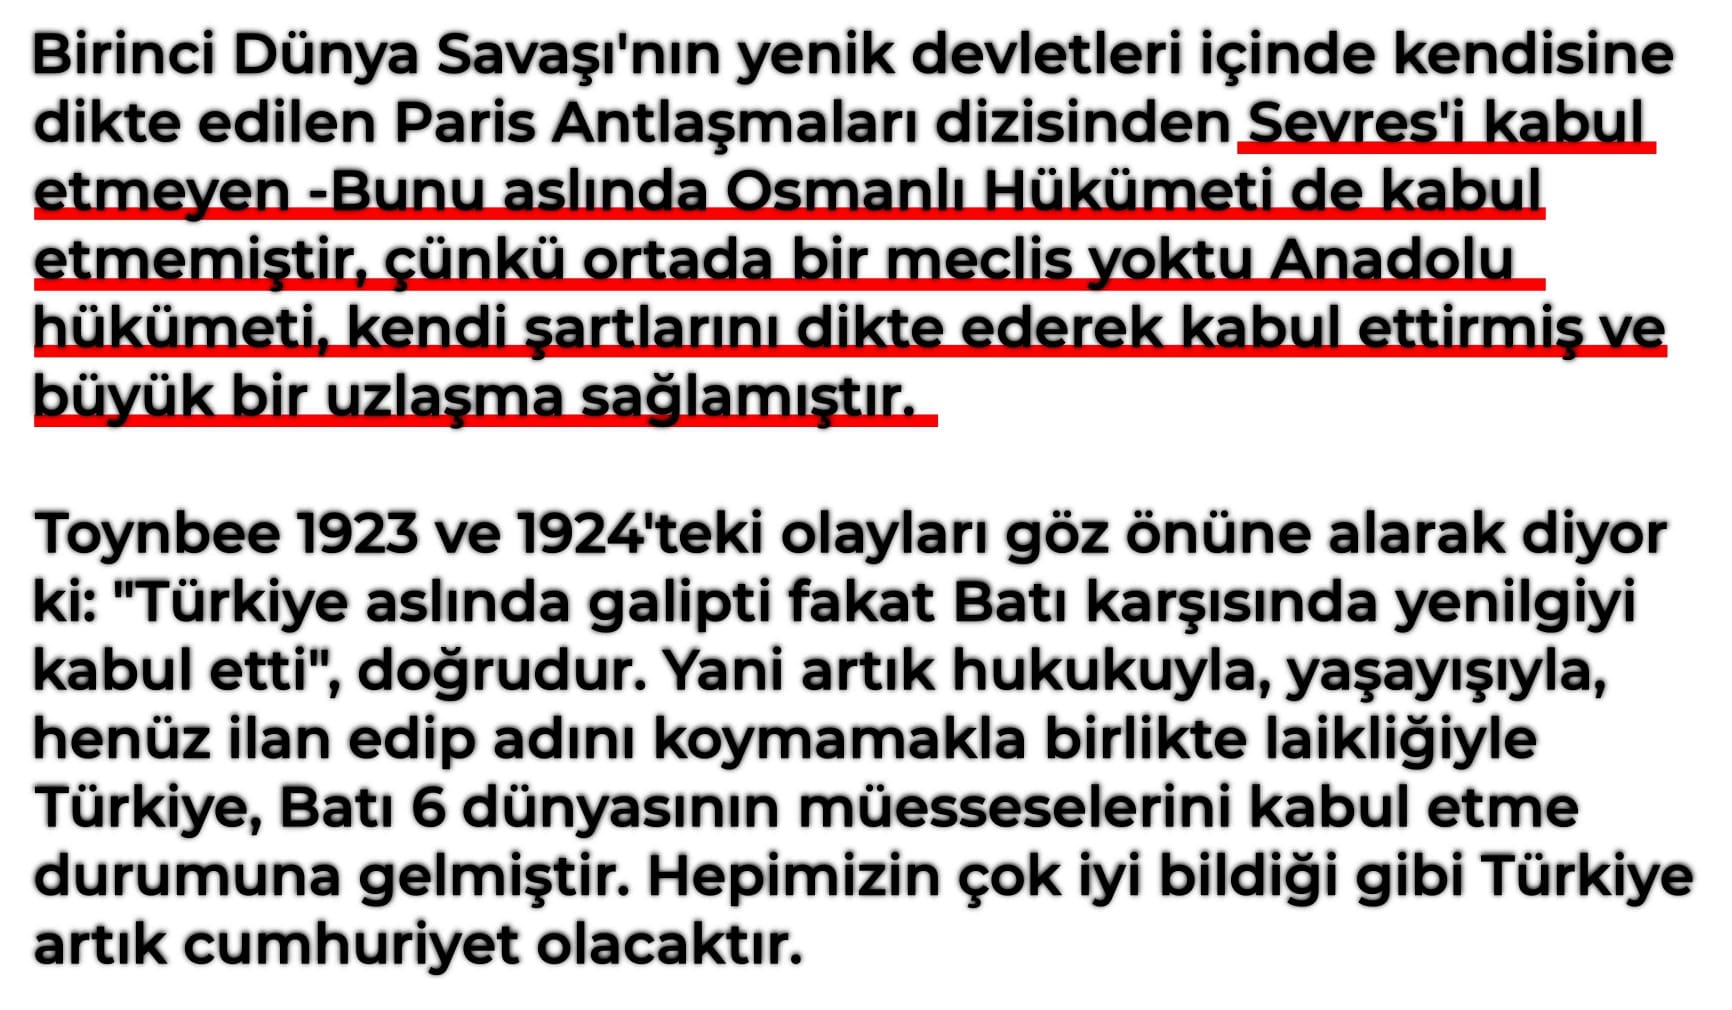 Birinci Dünya Savaşı'nın yenik devletleri içinde kendisine
dikte edilen Paris Antlaşmaları dizisinden Sevres'i kabul
etmeyen -Bunu aslında Osmanlı Hükümeti de kabul
etmemiştir, çünkü ortada bir meclis yoktu Anadolu
hükümeti, kendi şartlarını dikte ederek kabul ettirmiş ve
büyük bir uzlaşma sağlamıştır.
Toynbee 1923 ve 1924'teki olayları göz önüne alarak diyor
ki: "Türkiye aslında galipti fakat Batı karşısında yenilgiyi
kabul etti", doğrudur. Yani artık hukukuyla, yaşayışıyla,
henüz ilan edip adını koymamakla birlikte laikliğiyle
Türkiye, Batı 6 dünyasının müesseselerini kabul etme
durumuna gelmiştir. Hepimizin çok iyi bildiği gibi Türkiye
artık cumhuriyet olacaktır.